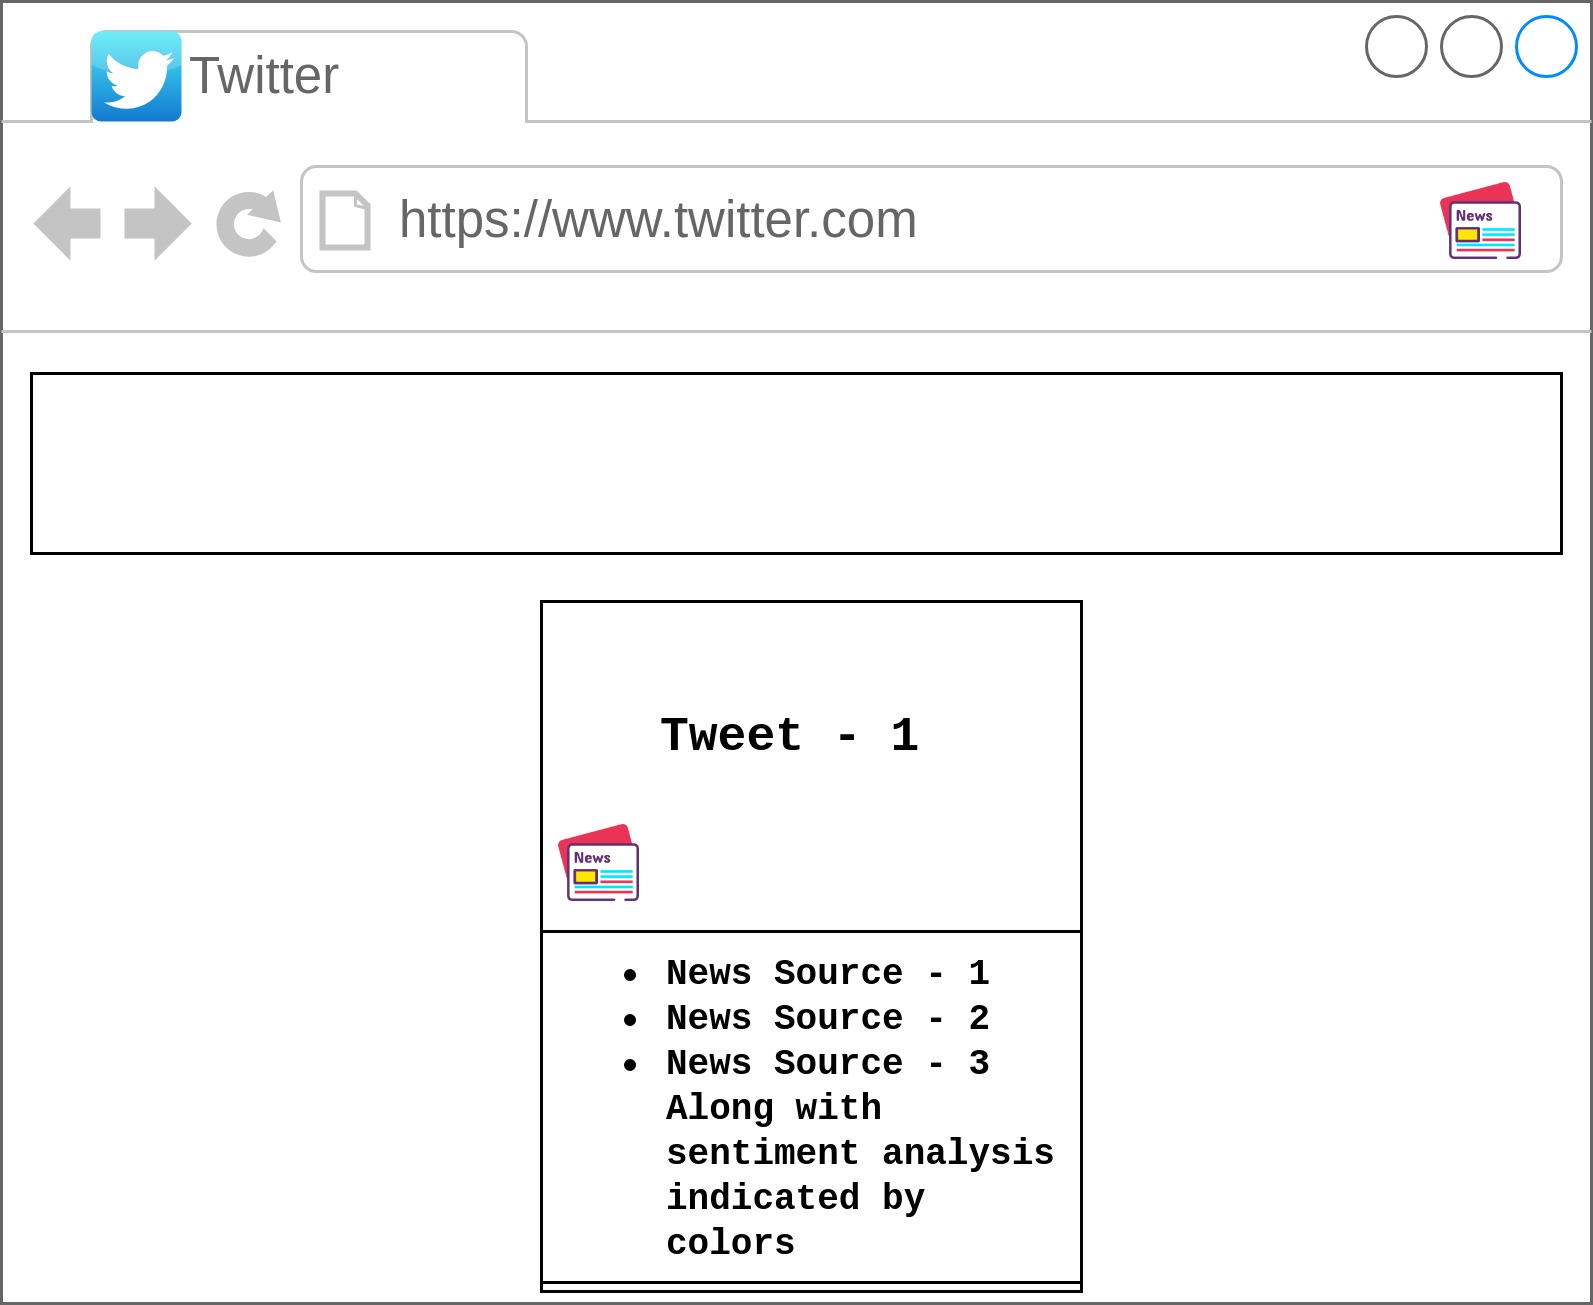 Twitter
https://www.twitter.com
News
Tweet - 1
News
• News Source - 1
• News Source - 2
• News Source - 3
Along with
sentiment analysis
indicated by
colors